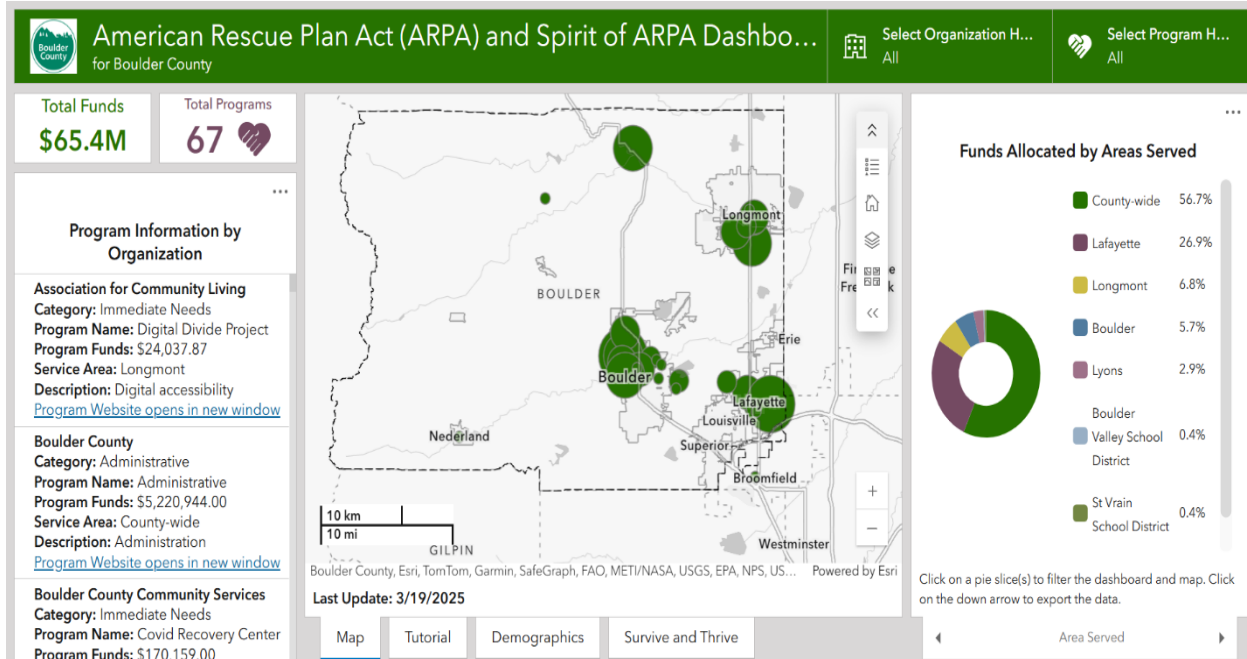 Boulder
County
American Rescue Plan Act (ARPA) and Spirit of ARPA Dashbo...
for Boulder County
Select Organization H...
All
Select Program H...
All
Total Funds
$65.4M
Total Programs
67
Program Information by
Organization
Association for Community Living
Category: Immediate Needs
Program Name: Digital Divide Project
Program Funds: $24,037.87
Service Area: Longmont
Description: Digital accessibility
Program Website opens in new window
Boulder County
Category: Administrative
Program Name: Administrative
Program Funds: $5,220,944.00
Service Area: County-wide
Description: Administration
Program Website opens in new window
Boulder County Community Services
Category: Immediate Needs
Program Name: Covid Recovery Center
Program Funds: $170,159.00
Longmont
BOULDER
Erie
Boulder
Lafayette
Louisville
Nederland
Superior
Broomfield
10 km
10 mi
GILPIN
Westminster
Boulder County, Esri, TomTom, Garmin, SafeGraph, FAO, METI/NASA, USGS, EPA, NPS, US...
Powered by Esri
Last Update: 3/19/2025
Map
Tutorial
Demographics
Survive and Thrive
Funds Allocated by Areas Served
County-wide 56.7%
Lafayette 26.9%
Longmont 6.8%
Boulder 5.7%
Lyons 2.9%
Boulder
Valley School 0.4%
District
St Vrain
School District 0.4%
Click on a pie slice(s) to filter the dashboard and map. Click
on the down arrow to export the data.
Area Served